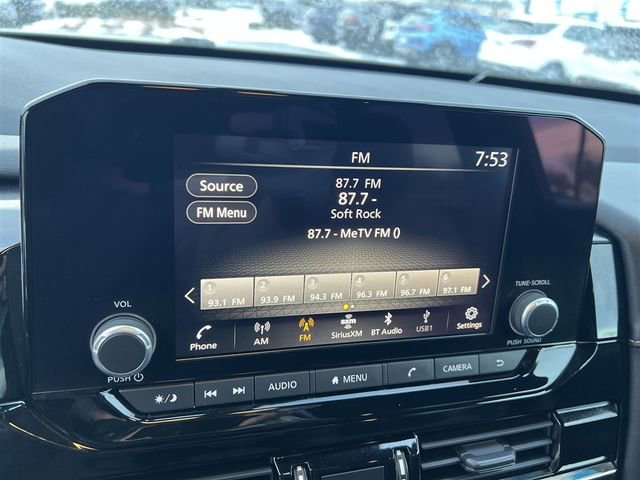 FM 7:53
Source 87.7 FM
87.7 -
FM Menu Soft Rock
87.7 - MeTV FM ()
1 2 3 4 5 6
93.1 FM 93.9 FM 94.3 FM 96.3 FM 96.7 FM 97.1 FM
Phone AM FM SiriusXM BT Audio USB1 Settings
VOL
TUNE·SCROLL
PUSH
PUSH SOUND
AUDIO MENU CAMERA